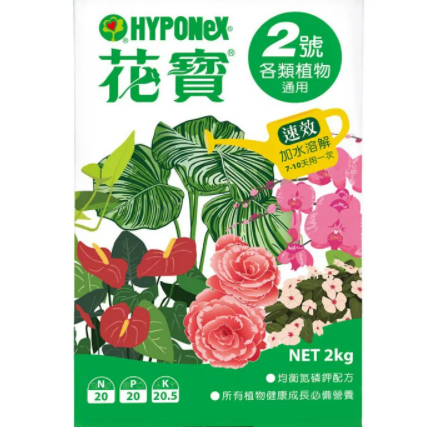 HYPONeX®
花寶®
2號
各類植物
通用
速效
加水溶解
7-10天用一次
NET 2kg
N P K
20 20 20.5
●均衡氮磷鉀配方
●所有植物健康成長必備營養